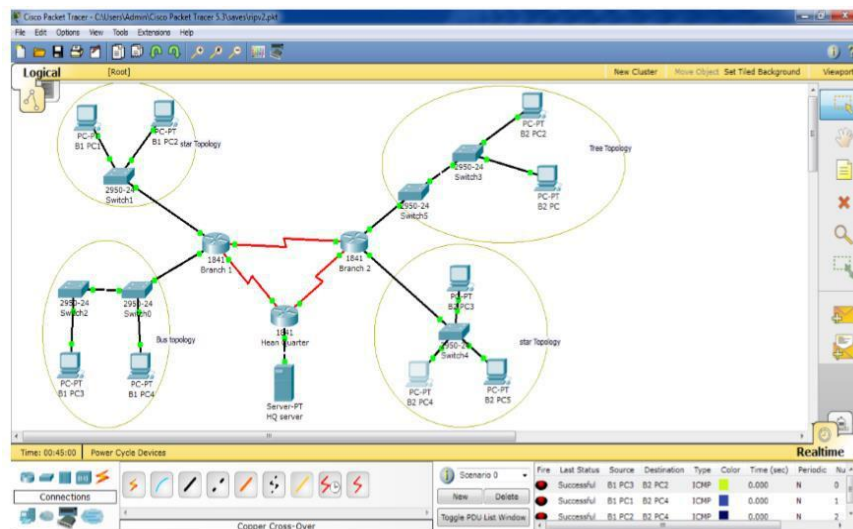 Cisco Packet Tracer - C:\Users\Admin\Cisco Packet Tracer 5.3\saves\ripv2.pkt
File Edit Options View Tools Extensions Help
Logical [Root] New Cluster Move Object Set Tiled Background Viewport
PC-PT
B1 PC1
PC-PT
B1 PC2
star Topology
2950-24
Switch1
PC-PT
B2 PC2
Tree Topology
2950-24
Switch3
PC-PT
B2 PC
2950-24
Switch5
1841
Branch 1
1841
Branch 2
2950-24
Switch2
2950-24
Switch0
Bus topology
PC-PT
B1 PC3
PC-PT
B1 PC4
1841
Hean Quarter
Server-PT
HQ server
PC-PT
B2 PC3
2950-24
Switch4
star Topology
PC-PT
B2 PC4
PC-PT
B2 PC5
Time: 00:45:00 Power Cycle Devices Realtime
Connections
Copper Cross-Over
Scenario 0
New Delete
Toggle PDU List Window
Fire Last Status Source Destination Type Color Time (sec) Periodic Nu
Successful B1 PC3 B2 PC2 ICMP 0.000 N 0
Successful B1 PC1 B1 PC4 ICMP 0.000 N 1
Successful B1 PC2 B2 PC4 ICMP 0.000 N 2